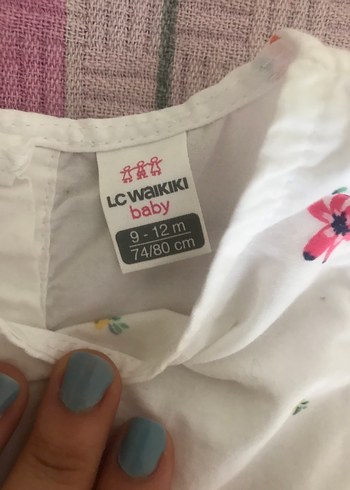 LC WAIKIKI
baby
9 - 12 m
74/80 cm